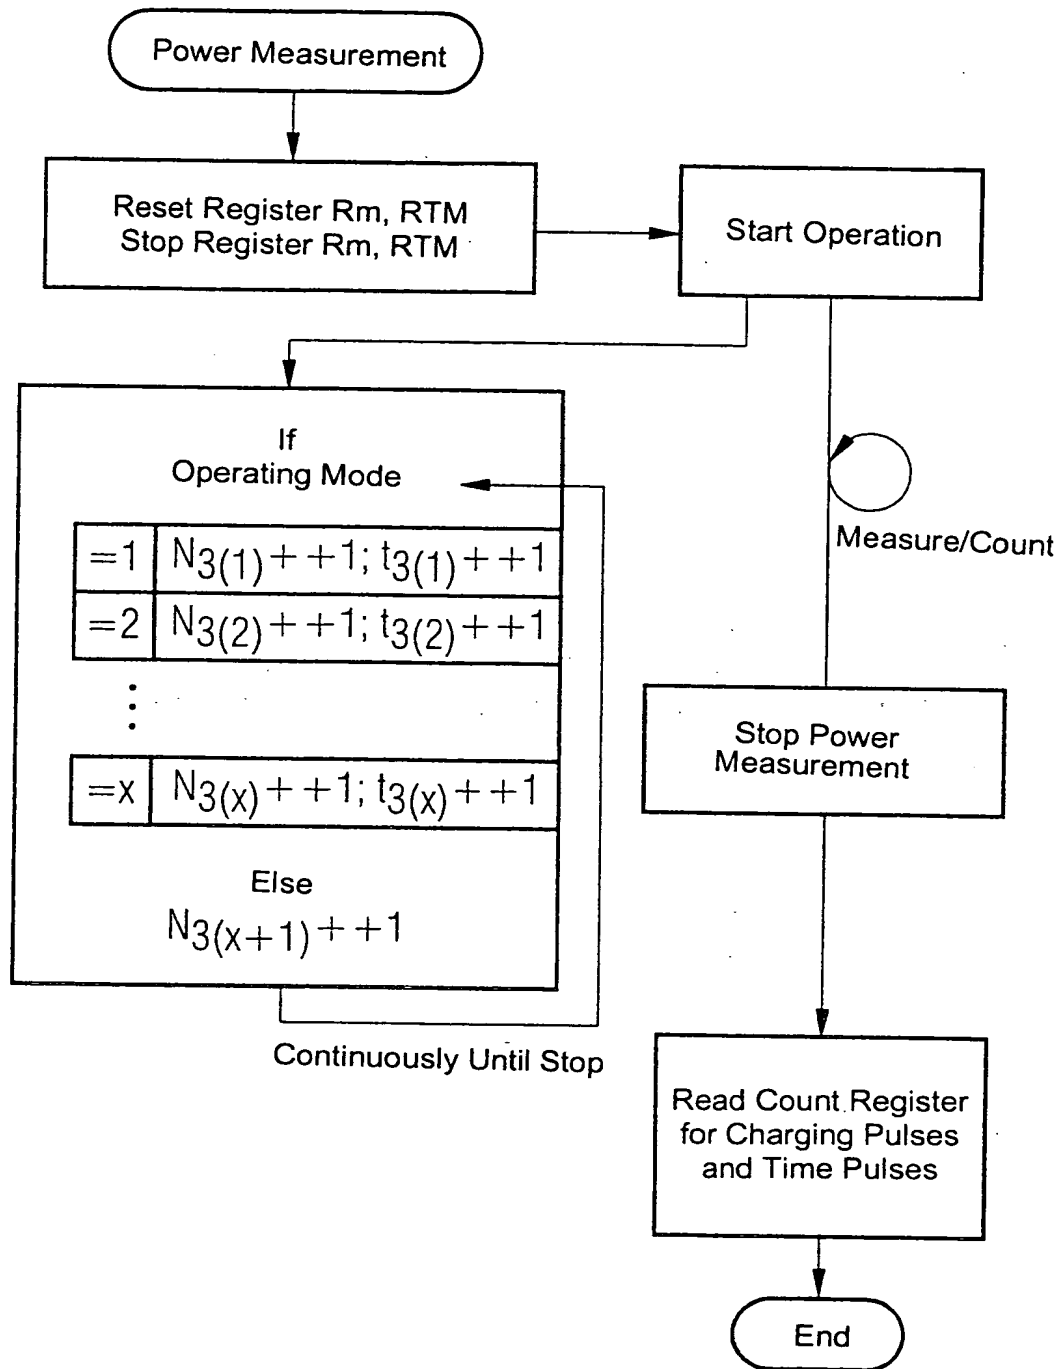 Power Measurement
Reset Register Rm, RTM
Stop Register Rm, RTM
Start Operation
If
Operating Mode
=1 N3(1)++1; t3(1)++1
=2 N3(2)++1; t3(2)++1
⋮
=x N3(x)++1; t3(x)++1
Else
N3(x+1)++1
Continuously Until Stop
Measure/Count
Stop Power
Measurement
Read Count Register
for Charging Pulses
and Time Pulses
End